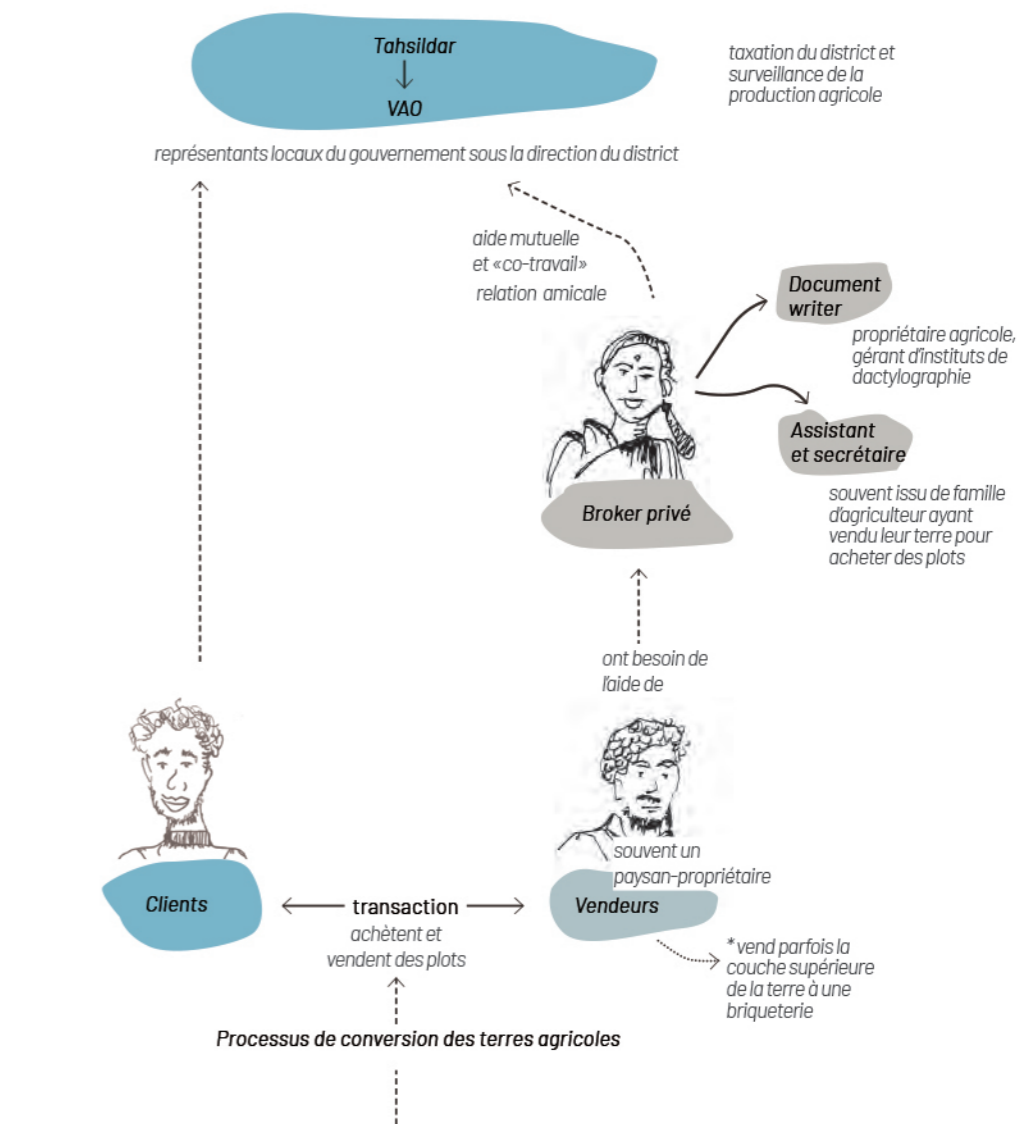 Tahsildar
VAO
taxation du district et
surveillance de la
production agricole
représentants locaux du gouvernement sous la direction du district
aide mutuelle
et «co-travail»
relation amicale
Document
writer
propriétaire agricole,
gérant d'instituts de
dactylographie
Assistant
et secrétaire
souvent issu de famille
d'agriculteur ayant
vendu leur terre pour
acheter des plots
Broker privé
ont besoin de
l'aide de
souvent un
paysan-propriétaire
Clients
transaction
Vendeurs
achètent et
vendent des plots
*vend parfois la
couche supérieure
de la terre à une
briqueterie
Processus de conversion des terres agricoles